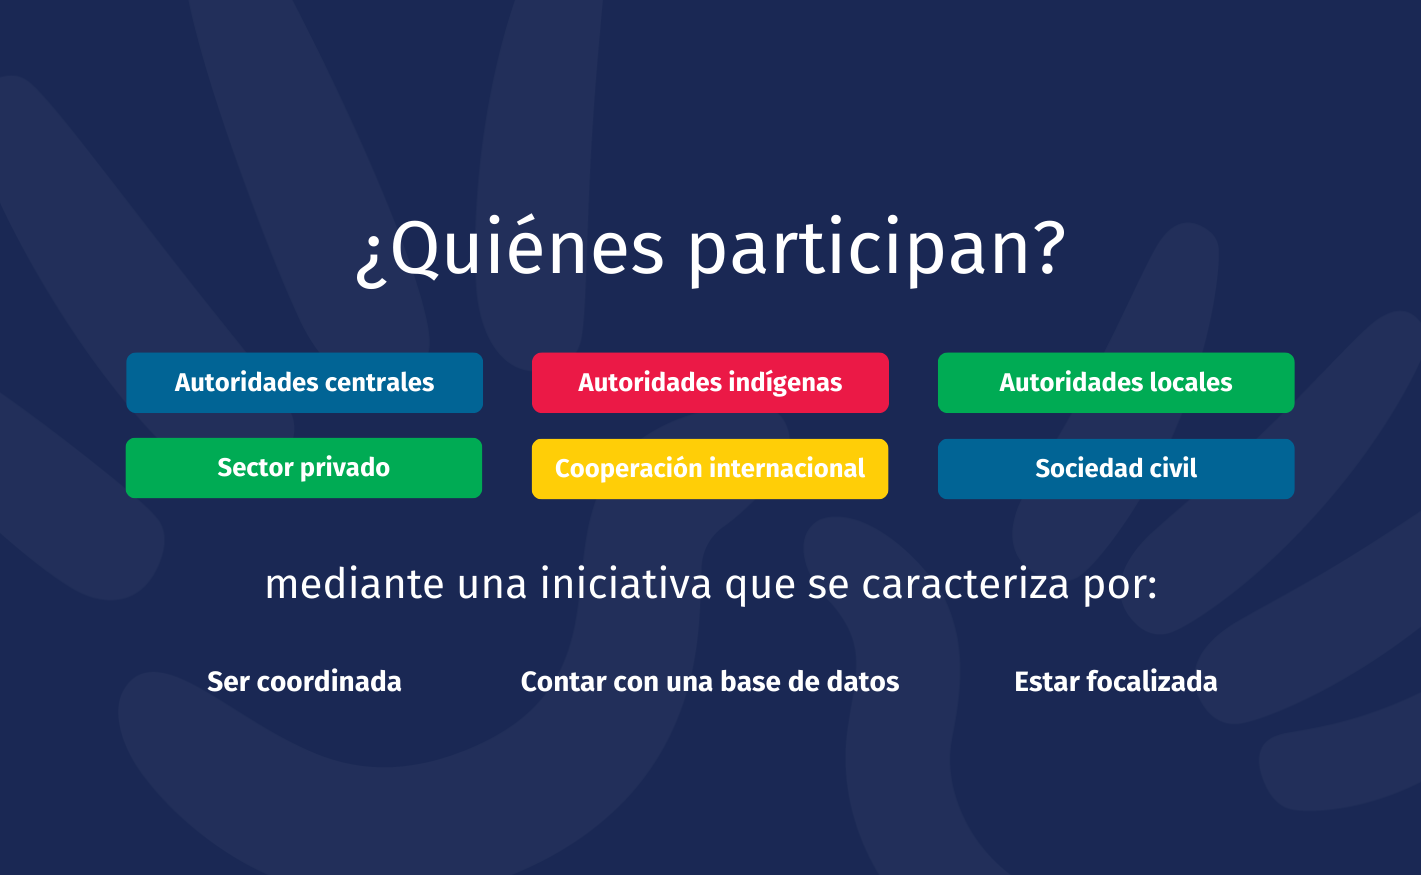 ¿Quiénes participan?
Autoridades centrales
Autoridades indígenas
Autoridades locales
Sector privado
Cooperación internacional
Sociedad civil
mediante una iniciativa que se caracteriza por:
Ser coordinada
Contar con una base de datos
Estar focalizada